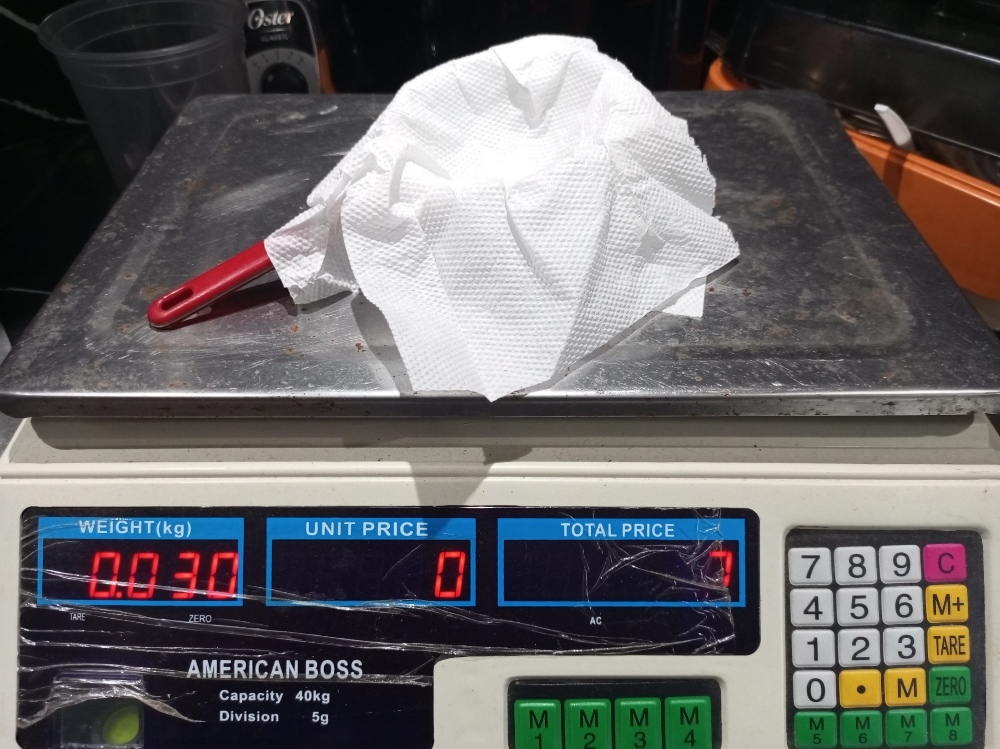 Oster
CLASSIC
WEIGHT(kg) UNIT PRICE TOTAL PRICE
0.030 0 7
TARE ZERO AC
AMERICAN BOSS
Capacity 40kg
Division 5g
7 8 9 C
4 5 6 M+
1 2 3 TARE
0 . M ZERO
M 5 M 6 M 7 M 8
M 1 M 2 M 3 M 4